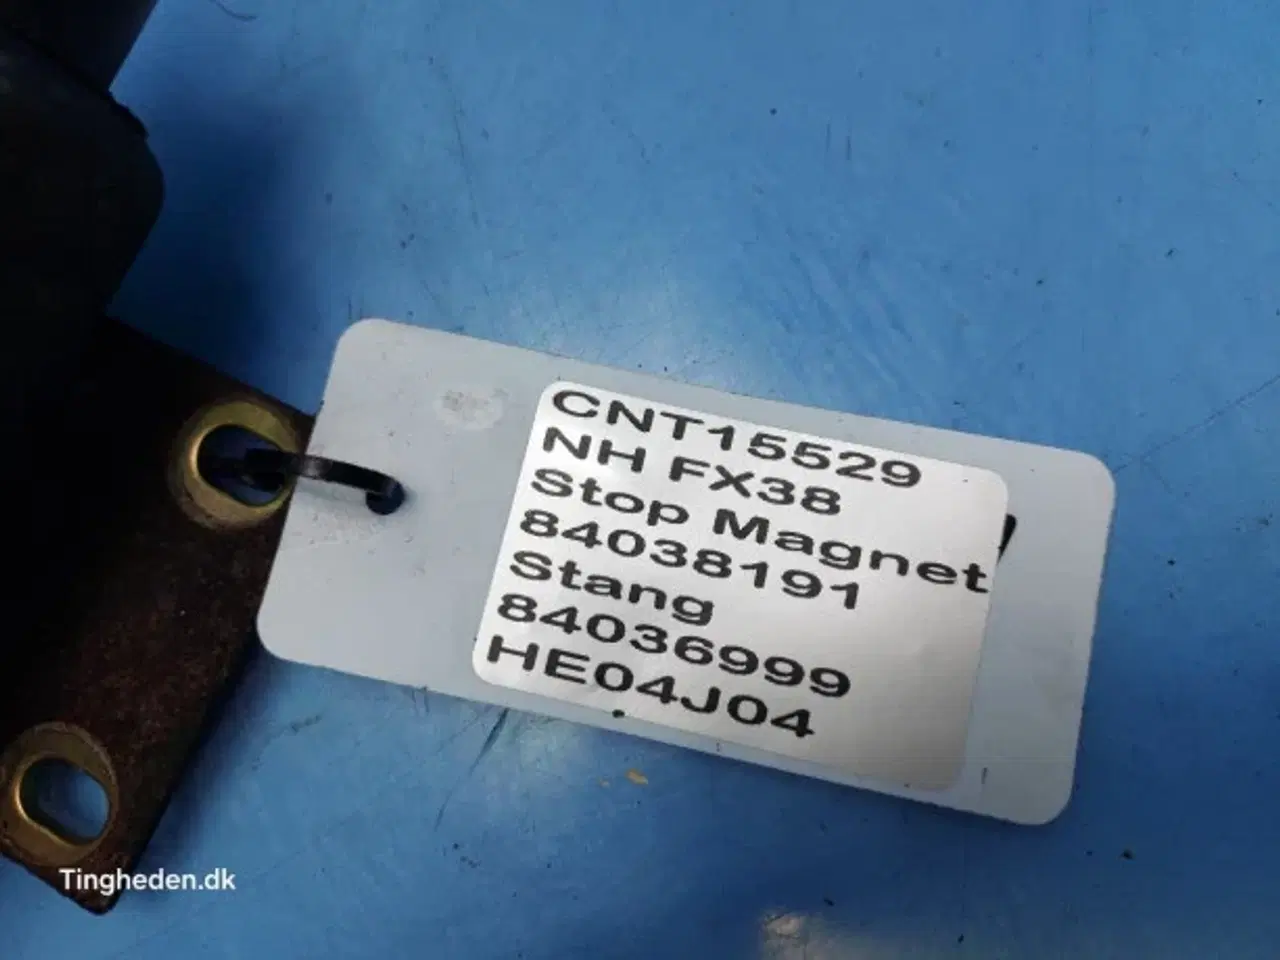 CNT15529
NH FX38
Stop Magnet
84038191
Stang
84036999
HE04J04
Tingheden.dk